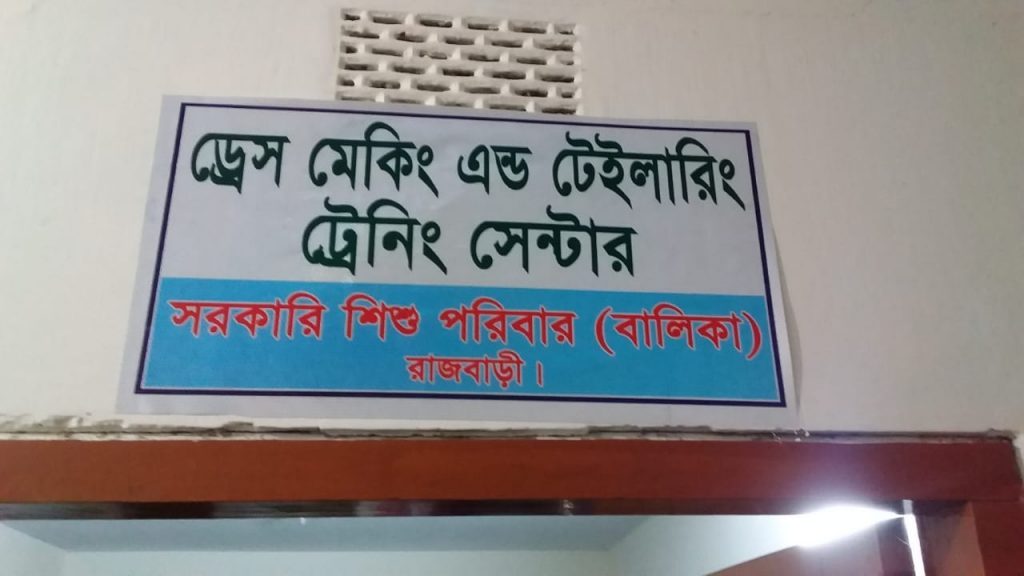 ড্রেস মেকিং এন্ড টেইলারিং
ট্রেনিং সেন্টার
সরকারি শিশু পরিবার (বালিকা)
রাজবাড়ী।